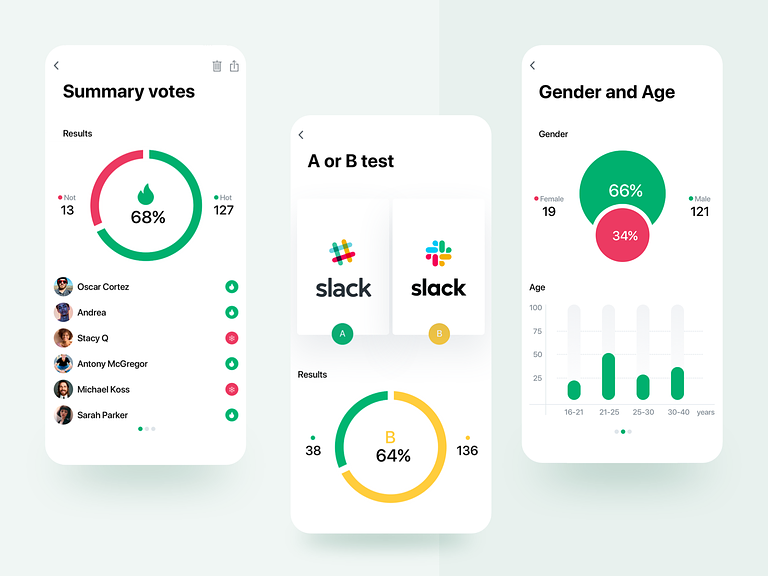 Summary votes
Results
Not
13
68%
Hot
127
Oscar Cortez
Andrea
Stacy Q
Antony McGregor
Michael Koss
Sarah Parker
A or B test
slack
slack
A
B
Results
38
B
64%
136
Gender and Age
Gender
66%
Female
19
34%
Male
121
Age
100
75
50
25
16-21
21-25
25-30
30-40
years